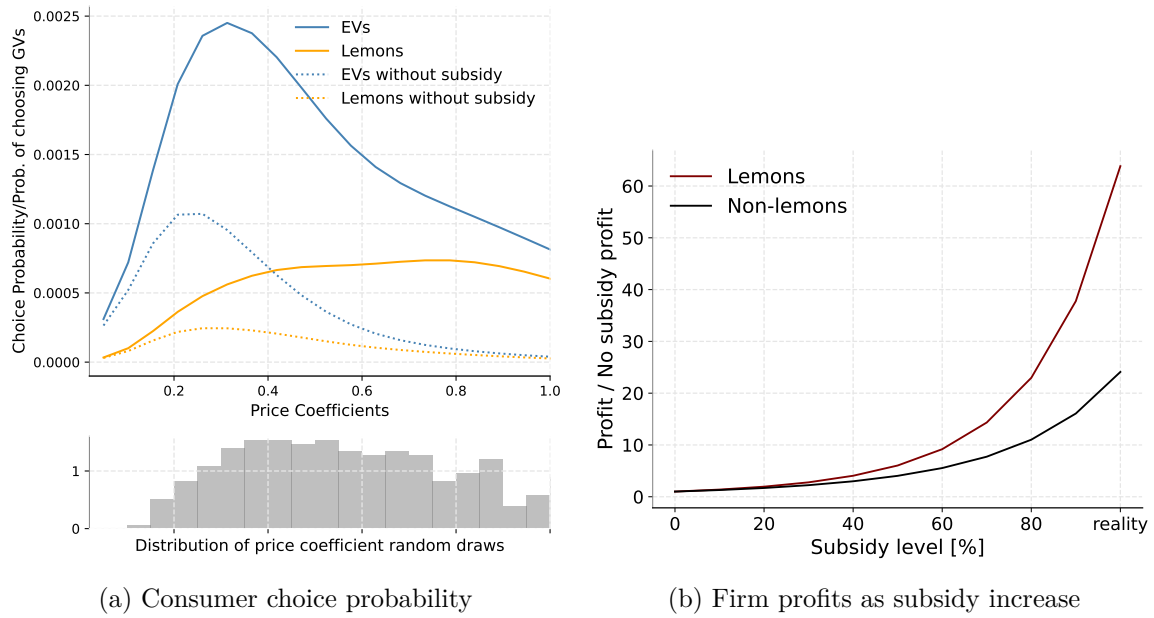 Choice Probability/Prob. of choosing GVs
0.0025
0.0020
0.0015
0.0010
0.0005
0.0000
EVs
Lemons
EVs without subsidy
Lemons without subsidy
0.2 0.4 0.6 0.8 1.0
Price Coefficients
1
0
Distribution of price coefficient random draws
(a) Consumer choice probability
Profit / No subsidy profit
60
50
40
30
20
10
0
Lemons
Non-lemons
0 20 40 60 80 reality
Subsidy level [%]
(b) Firm profits as subsidy increase